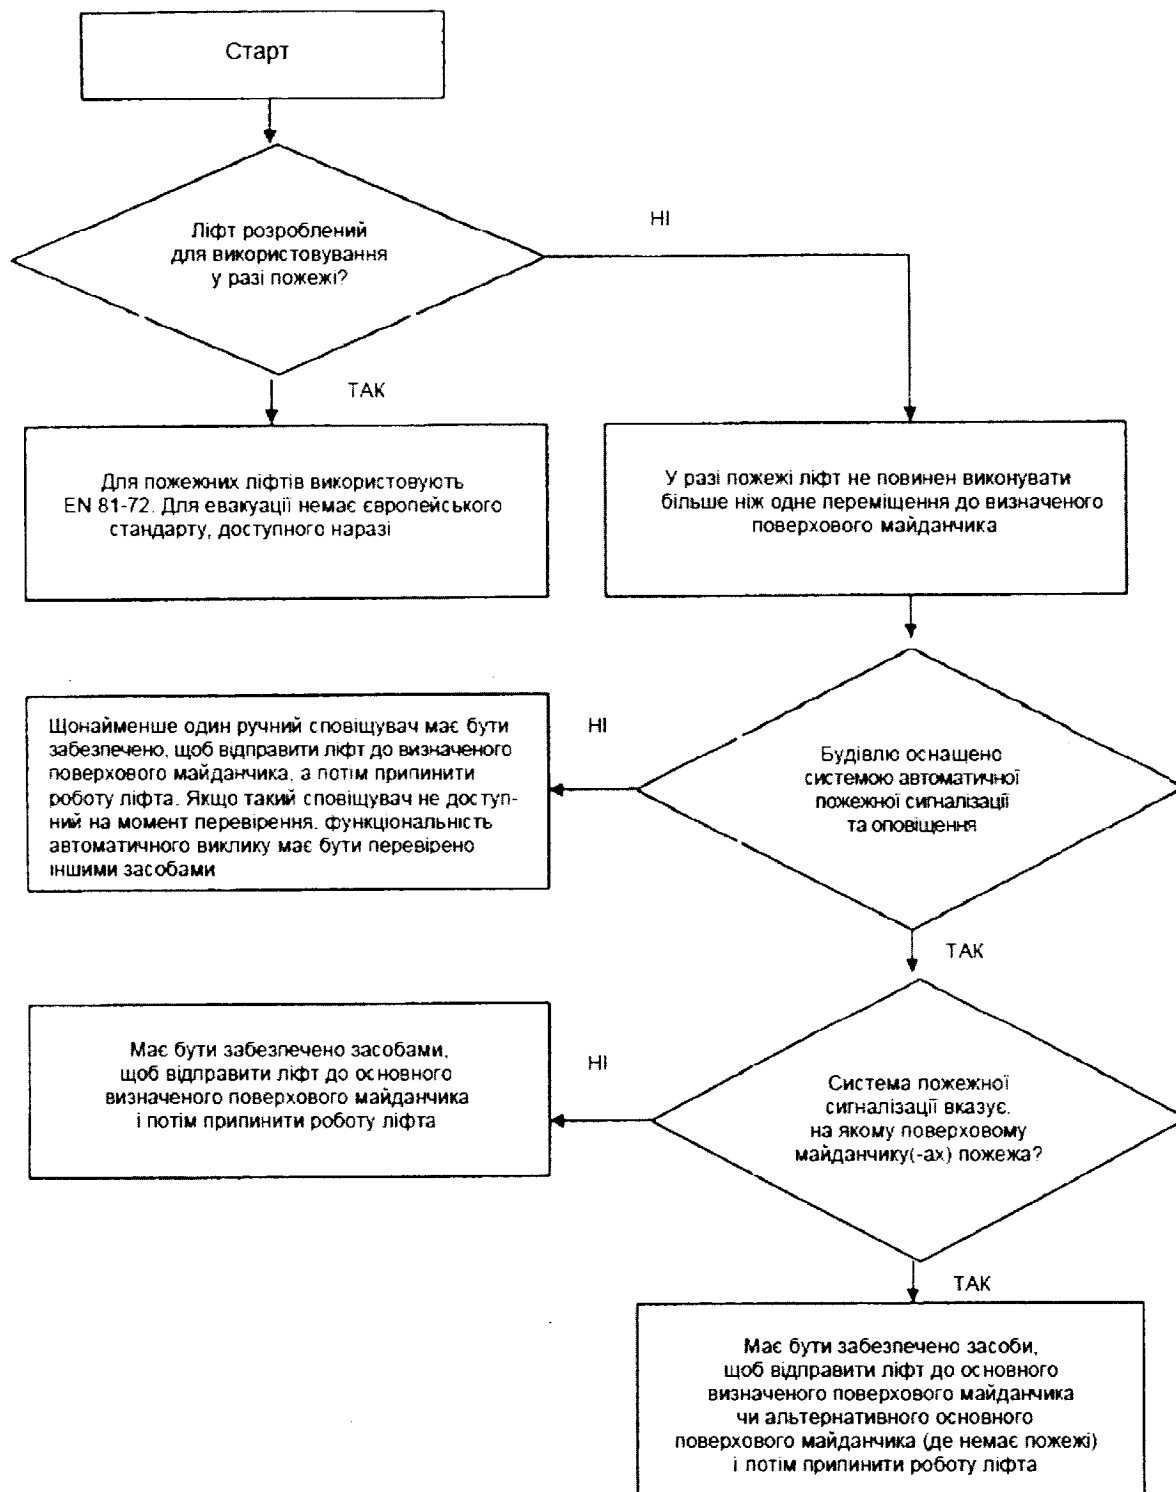 Старт
Ліфт розроблений
для використовування
у разі пожежі?
НІ
ТАК
Для пожежних ліфтів використовують
EN 81-72. Для евакуації немає європейського
стандарту, доступного наразі
У разі пожежі ліфт не повинен виконувати
більше ніж одне переміщення до визначеного
поверхового майданчика
Щонайменше один ручний сповіщувач має бути
забезпечено, щоб відправити ліфт до визначеного
поверхового майданчика, а потім припинити
роботу ліфта. Якщо такий сповіщувач не доступ-
ний на момент перевірення, функціональність
автоматичного виклику має бути перевірено
іншими засобами
НІ
Будівлю оснащено
системою автоматичної
пожежної сигналізації
та оповіщення
ТАК
Має бути забезпечено засобами,
щоб відправити ліфт до основного
визначеного поверхового майданчика
і потім припинити роботу ліфта
НІ
Система пожежної
сигналізації вказує,
на якому поверховому
майданчику(-ах) пожежа?
ТАК
Має бути забезпечено засоби,
щоб відправити ліфт до основного
визначеного поверхового майданчика
чи альтернативного основного
поверхового майданчика (де немає пожежі)
і потім припинити роботу ліфта